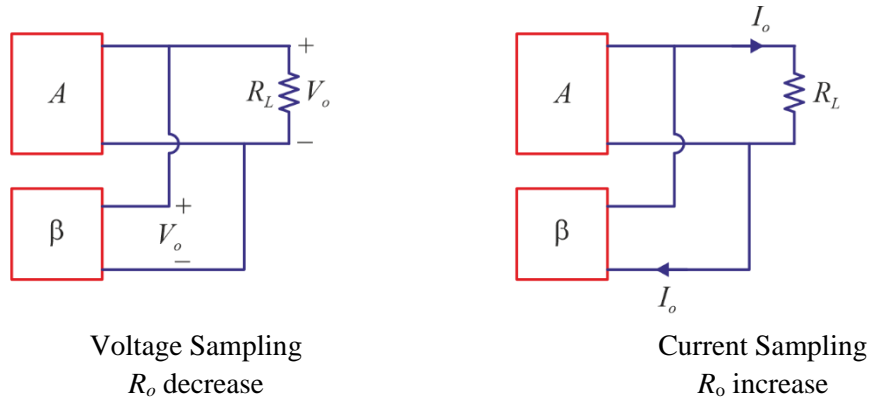 A
+
R_L
V_o
−
β
+
V_o
−
Voltage Sampling
R_o decrease
I_o
A
R_L
β
I_o
Current Sampling
R_o increase